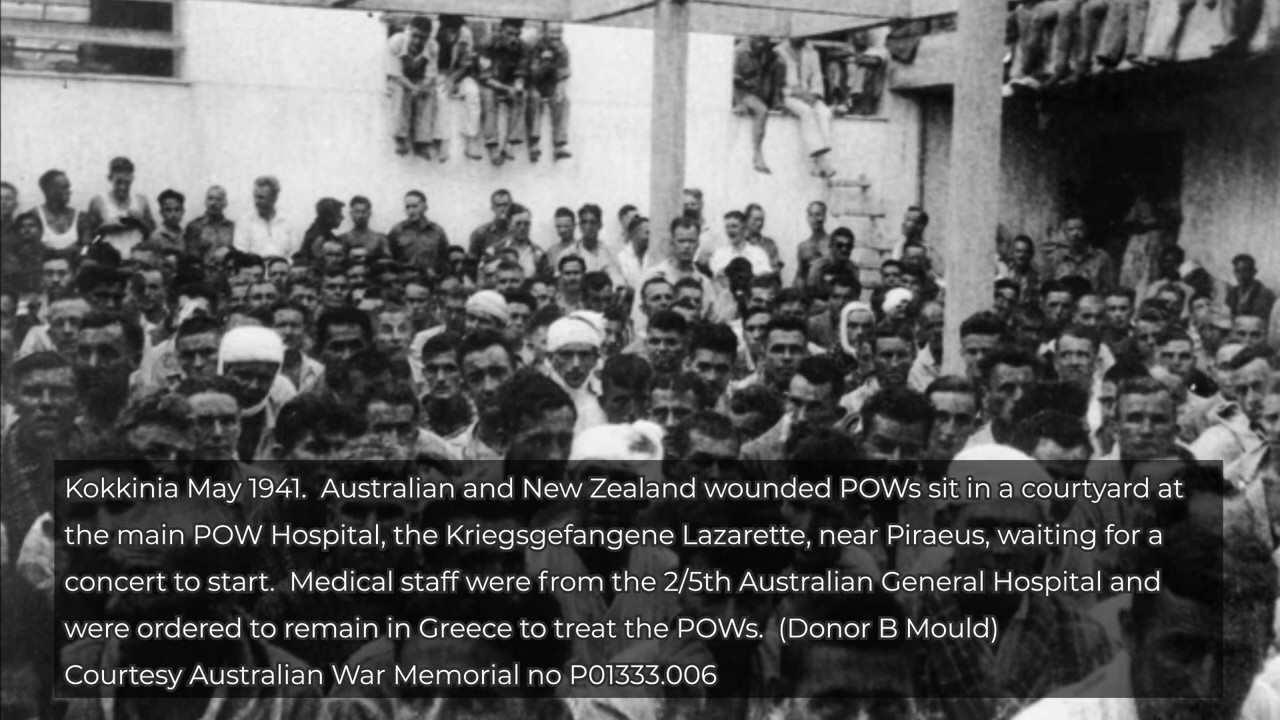 Kokkinia May 1941.  Australian and New Zealand wounded POWs sit in a courtyard at
the main POW Hospital, the Kriegsgefangene Lazarette, near Piraeus, waiting for a
concert to start.  Medical staff were from the 2/5th Australian General Hospital and
were ordered to remain in Greece to treat the POWs.  (Donor B Mould)
Courtesy Australian War Memorial no P01333.006